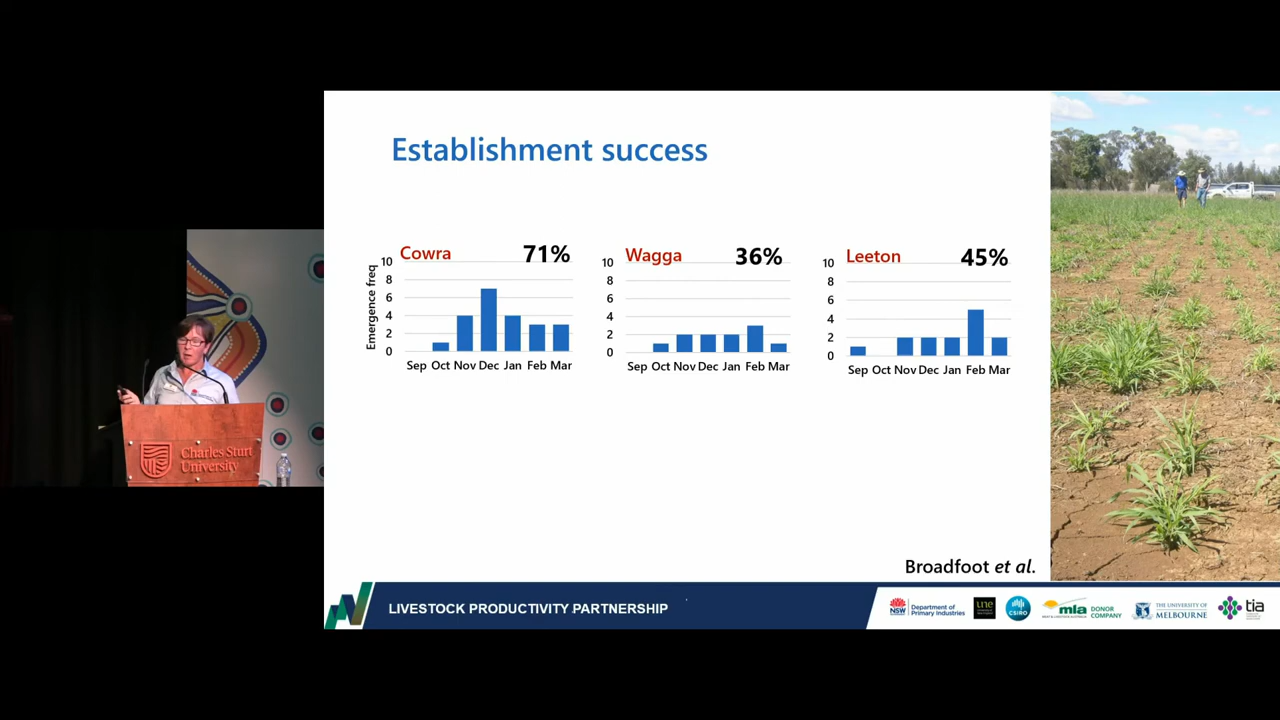 Establishment success
Cowra 71%
Emergence freq
10
8
6
4
2
0
Sep Oct Nov Dec Jan Feb Mar
Wagga 36%
10
8
6
4
2
0
Sep Oct Nov Dec Jan Feb Mar
Leeton 45%
10
8
6
4
2
0
Sep Oct Nov Dec Jan Feb Mar
Charles Sturt
University
Broadfoot et al.
LIVESTOCK PRODUCTIVITY PARTNERSHIP
NSW
Department of
Primary Industries
une
CSIRO
mla
DONOR
COMPANY
THE UNIVERSITY OF
MELBOURNE
tia